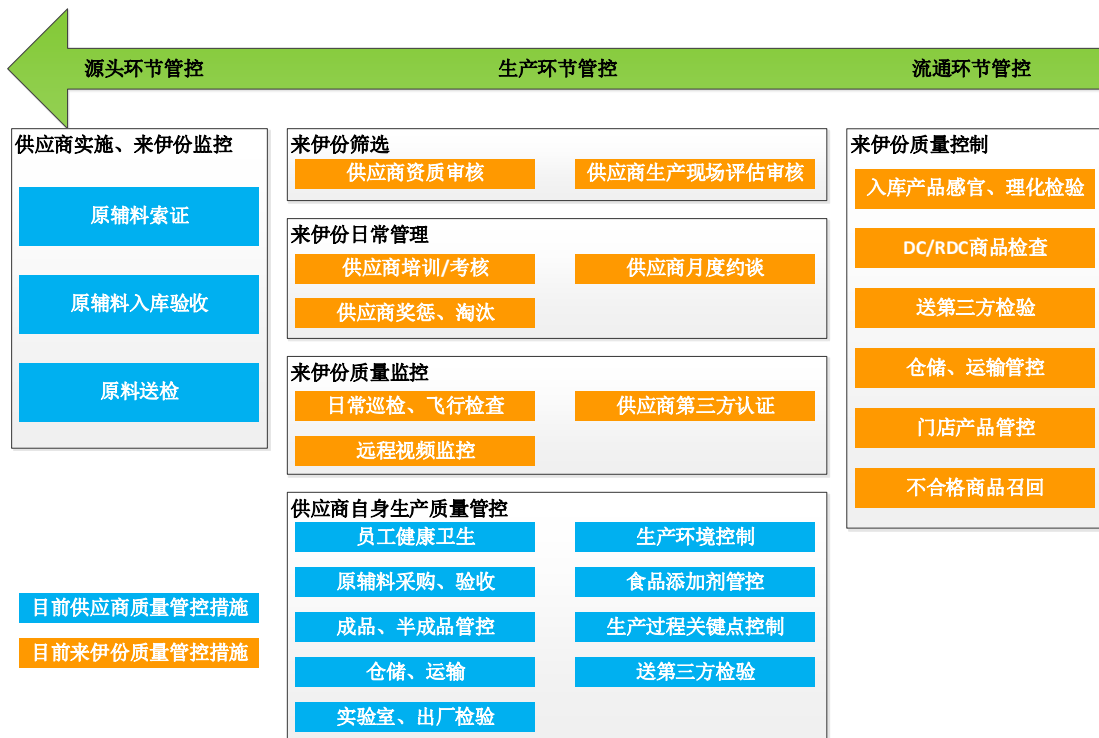 源头环节管控
生产环节管控
流通环节管控
供应商实施、来伊份监控
原辅料索证
原辅料入库验收
原料送检
来伊份筛选
供应商资质审核
供应商生产现场评估审核
来伊份日常管理
供应商培训/考核
供应商月度约谈
供应商奖惩、淘汰
来伊份质量监控
日常巡检、飞行检查
供应商第三方认证
远程视频监控
供应商自身生产质量管控
员工健康卫生
生产环境控制
原辅料采购、验收
食品添加剂管控
成品、半成品管控
生产过程关键点控制
仓储、运输
送第三方检验
实验室、出厂检验
来伊份质量控制
入库产品感官、理化检验
DC/RDC商品检查
送第三方检验
仓储、运输管控
门店产品管控
不合格商品召回
目前供应商质量管控措施
目前来伊份质量管控措施